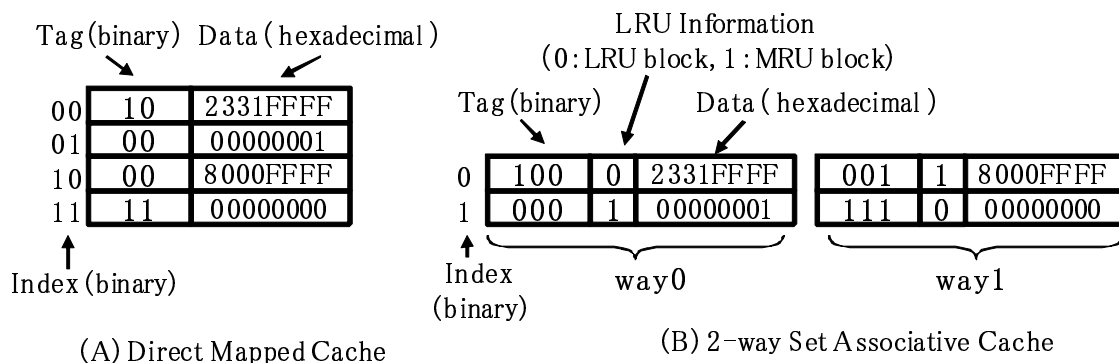 Tag(binary) Data(hexadecimal)
00 10 2331FFFF
01 00 00000001
10 00 8000FFFF
11 11 00000000
Index(binary)
(A) Direct Mapped Cache
LRU Information
(0:LRU block, 1:MRU block)
Tag(binary) Data(hexadecimal)
0 100 0 2331FFFF 001 1 8000FFFF
1 000 1 00000001 111 0 00000000
Index
(binary)
way0 way1
(B) 2-way Set Associative Cache